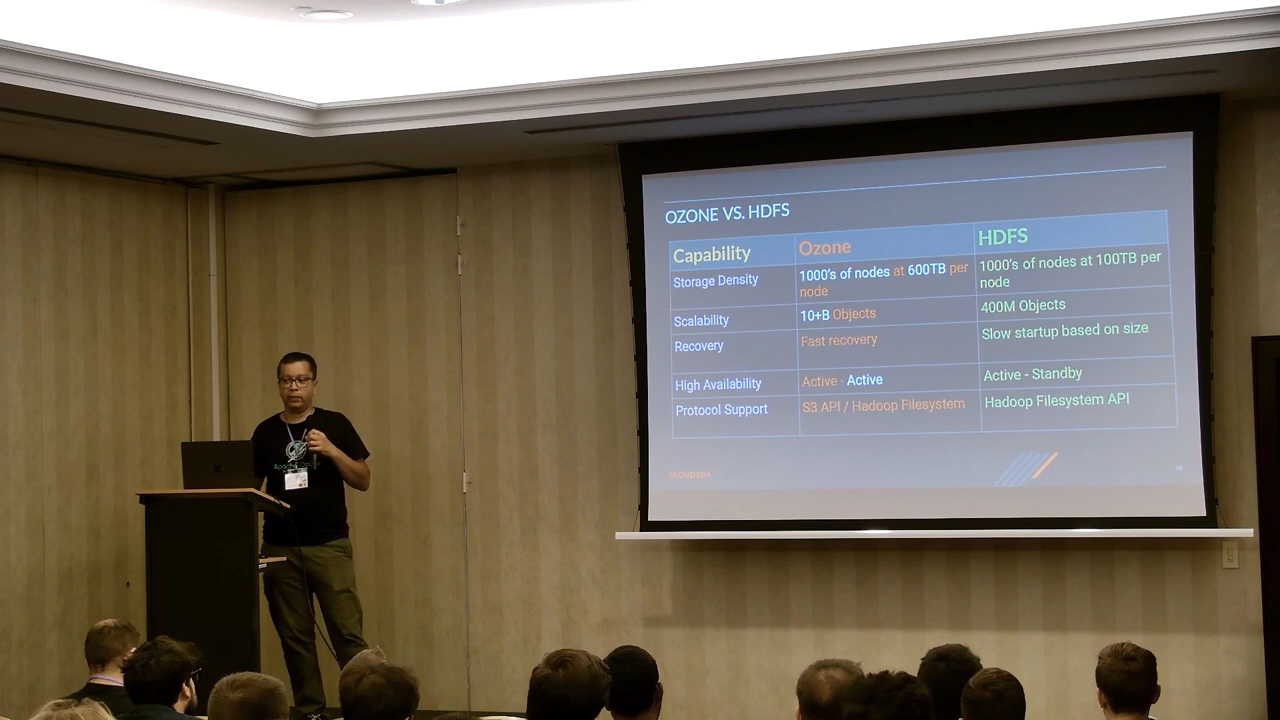 OZONE VS. HDFS
Capability Ozone HDFS
Storage Density 1000's of nodes at 600TB per node 1000's of nodes at 100TB per node
Scalability 10+B Objects 400M Objects
Recovery Fast recovery Slow startup based on size
High Availability Active - Active Active - Standby
Protocol Support S3 API / Hadoop Filesystem Hadoop Filesystem API
CLOUDERA